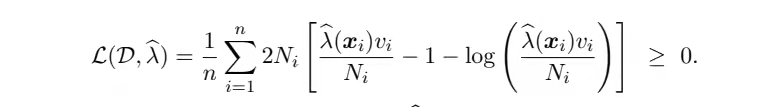 $$\mathcal{L}(\mathcal{D}, \widehat{\lambda}) = \frac{1}{n} \sum_{i=1}^{n} 2N_i \left[ \frac{\widehat{\lambda}(\boldsymbol{x}_i) v_i}{N_i} - 1 - \log \left( \frac{\widehat{\lambda}(\boldsymbol{x}_i) v_i}{N_i} \right) \right] \geq 0.$$